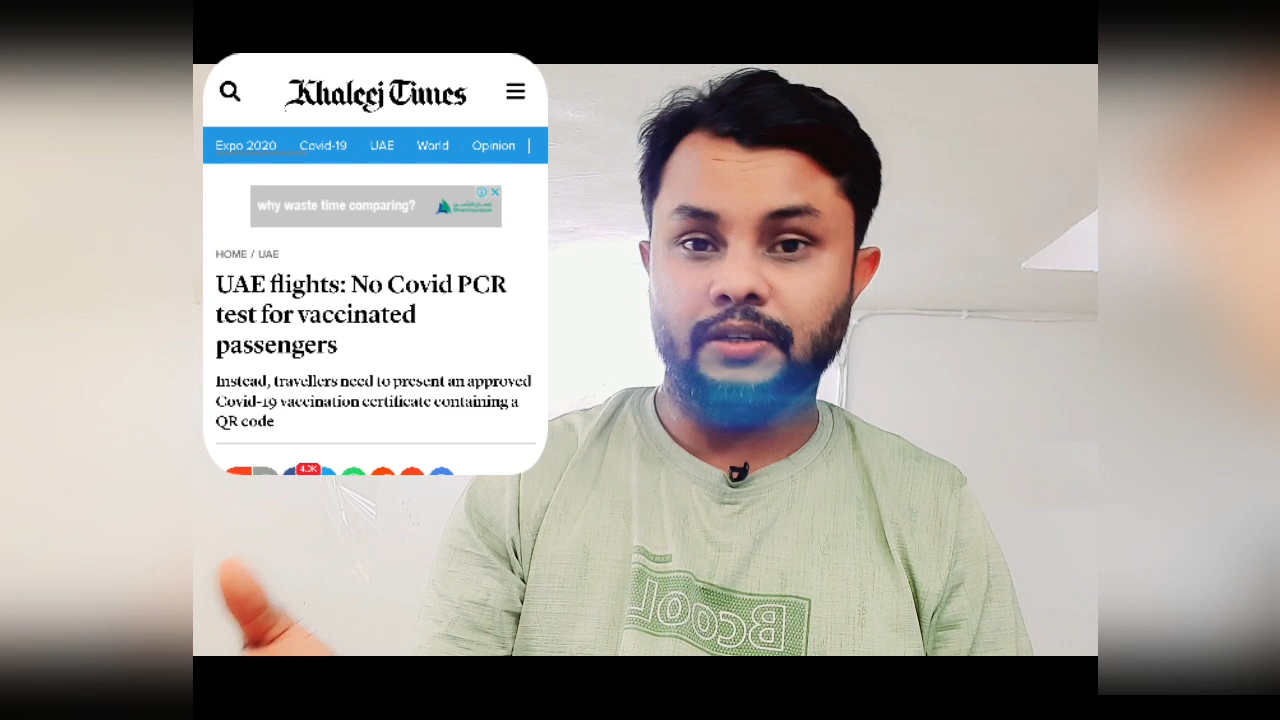 Khaleej Times
Expo 2020 Covid-19 UAE World Opinion
why waste time comparing?
HOME / UAE
UAE flights: No Covid PCR
test for vaccinated
passengers
Instead, travellers need to present an approved
Covid-19 vaccination certificate containing a
QR code
4.0K
BCOOL